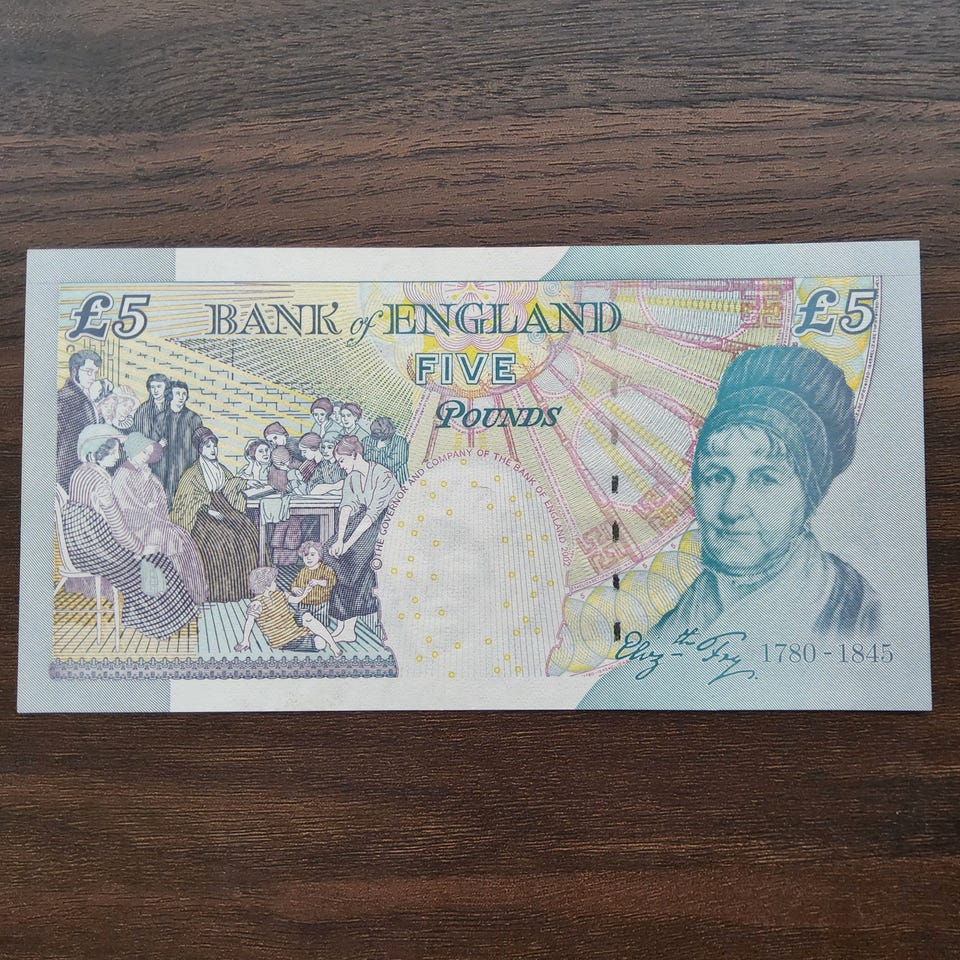 £5
BANK of ENGLAND
£5
FIVE
POUNDS
© THE GOVERNOR AND COMPANY OF THE BANK OF ENGLAND
Eliz th Fry
1780 - 1845